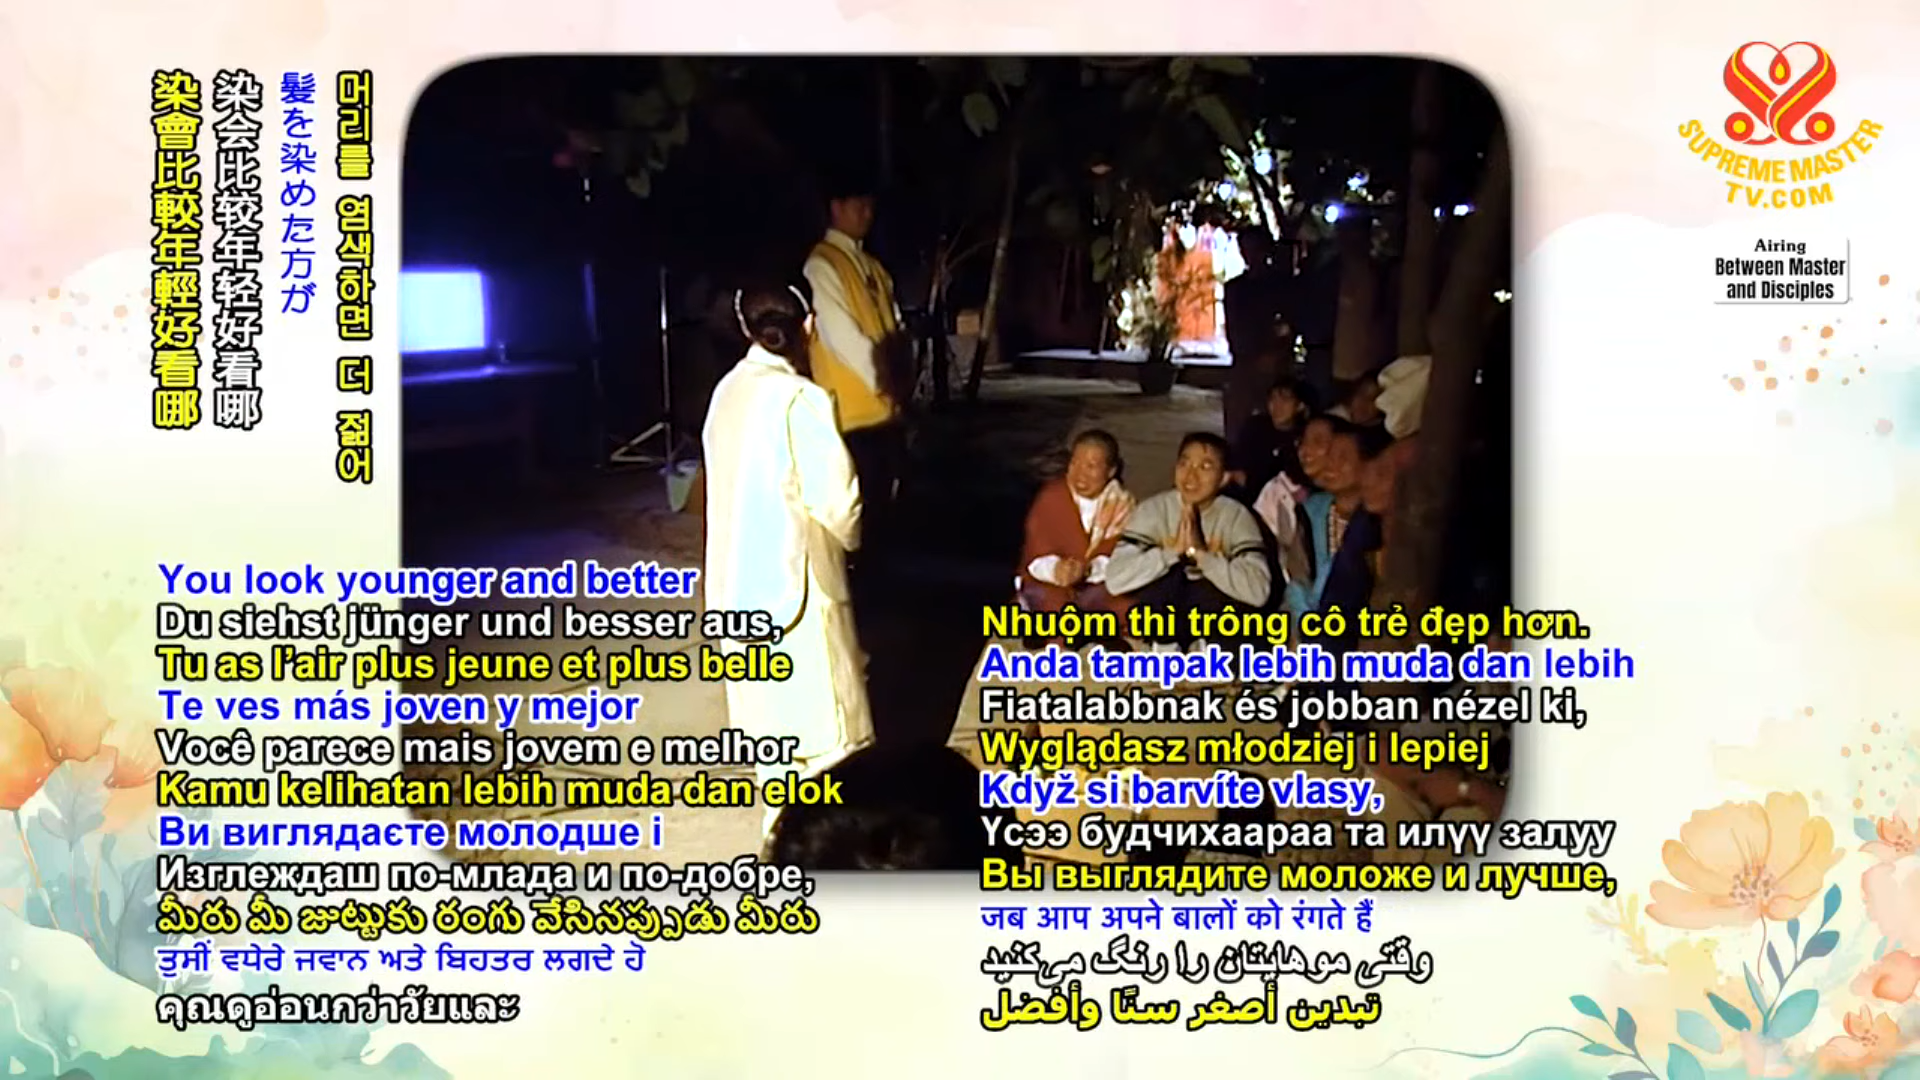 染會比較年輕好看哪
染会比较年轻好看哪
髪を染めた方が
머리를 염색하면 더 젊어
SUPREME MASTER
TV.COM
Airing
Between Master
and Disciples
You look younger and better
Du siehst jünger und besser aus,
Tu as l’air plus jeune et plus belle
Te ves más joven y mejor
Você parece mais jovem e melhor
Kamu kelihatan lebih muda dan elok
Ви виглядаєте молодше і
Изглеждаш по-млада и по-добре,
మీరు మీ జుట్టుకు రంగు వేసినప్పుడు మీరు
ਤੁਸੀਂ ਵਧੇਰੇ ਜਵਾਨ ਅਤੇ ਬਿਹਤਰ ਲਗਦੇ ਹੋ
คุณดูอ่อนกว่าวัยและ
Nhuộm thì trông cô trẻ đẹp hơn.
Anda tampak lebih muda dan lebih
Fiatalabbnak és jobban nézel ki,
Wyglądasz młodziej i lepiej
Když si barvíte vlasy,
Үсээ будчихаараа та илүү залуу
Вы выглядите моложе и лучше,
जब आप अपने बालों को रंगते हैं
وقتی موهایتان را رنگ می‌کنید
تبدين أصغر سنًا وأفضل